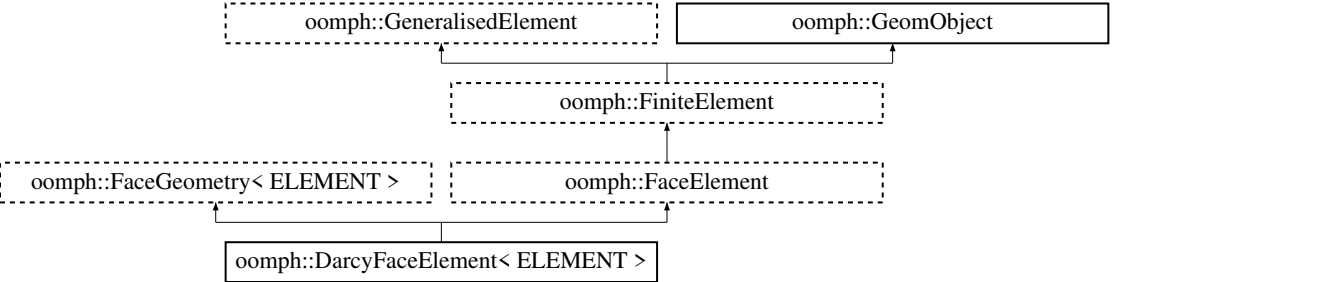 oomph::GeneralisedElement
oomph::GeomObject
oomph::FiniteElement
oomph::FaceGeometry< ELEMENT >
oomph::FaceElement
oomph::DarcyFaceElement< ELEMENT >